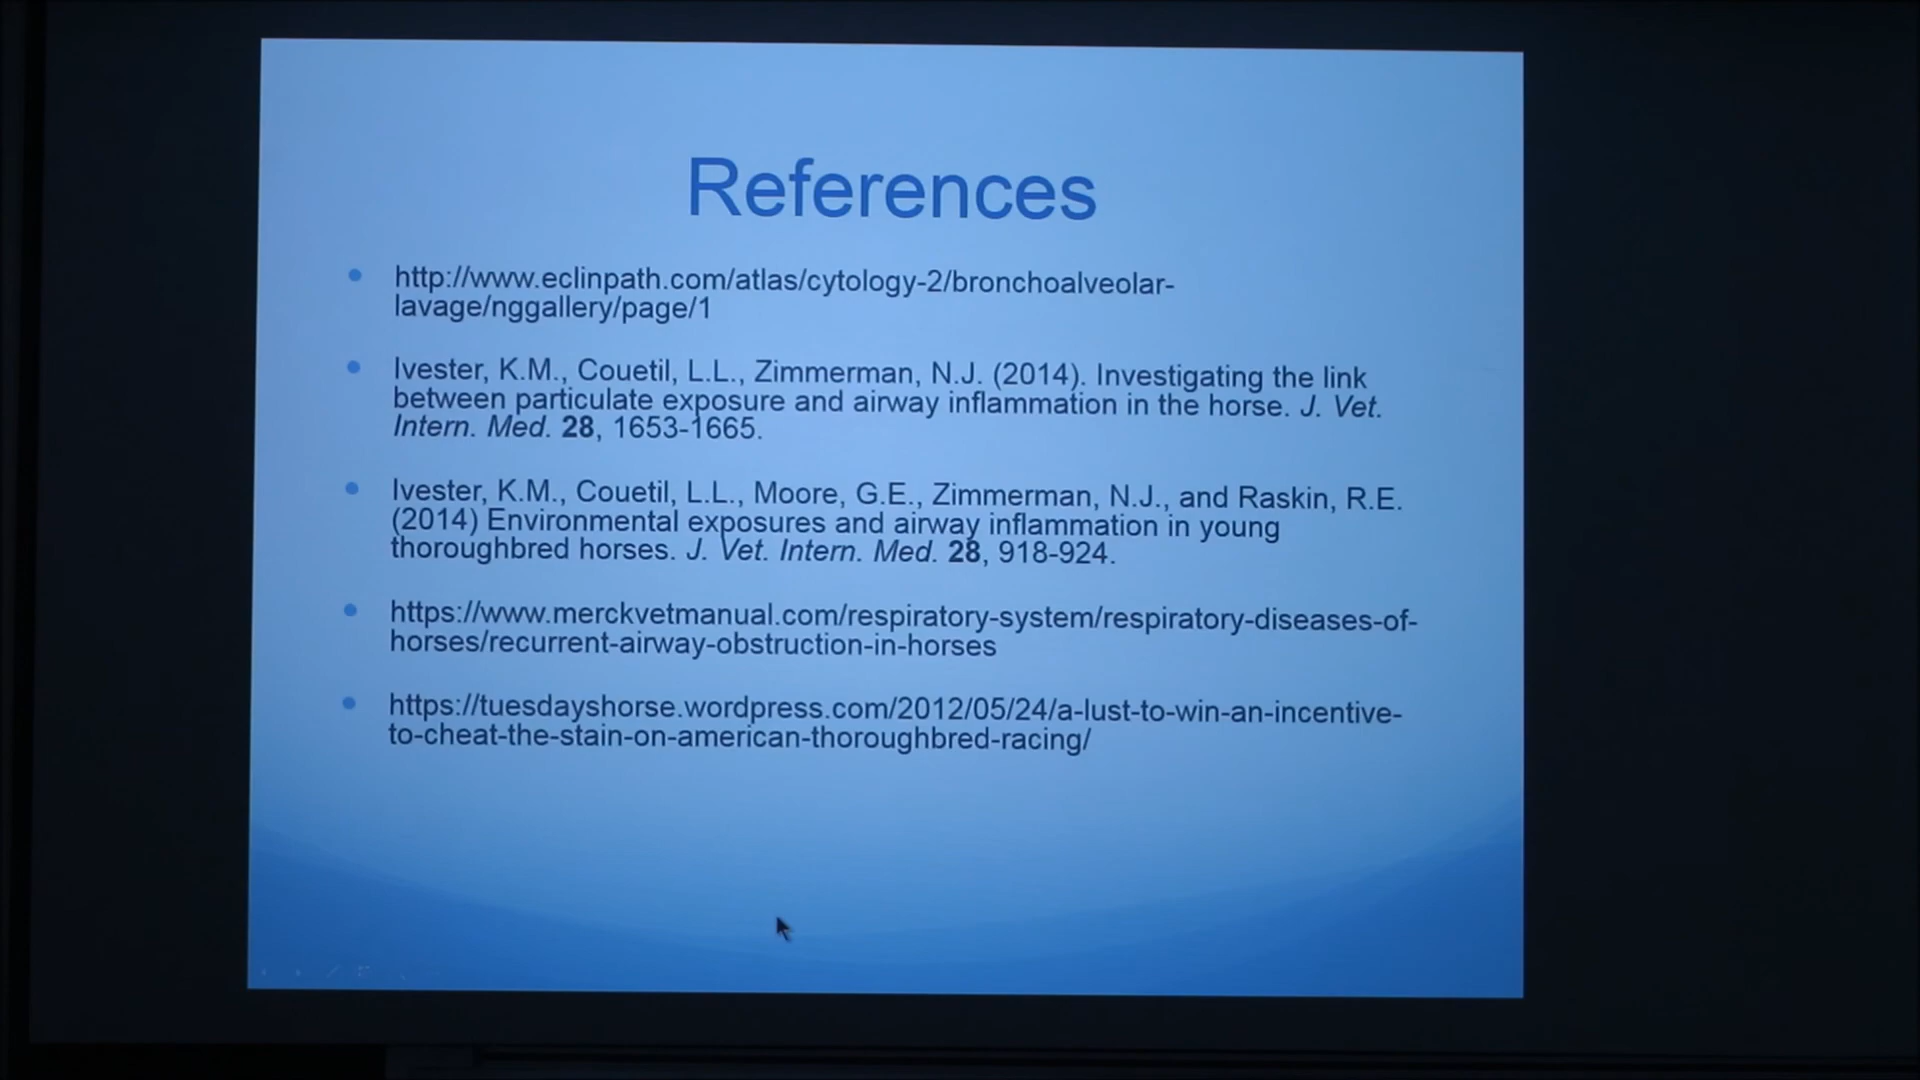 References
http://www.eclinpath.com/atlas/cytology-2/bronchoalveolar-
lavage/nggallery/page/1
Ivester, K.M., Couetil, L.L., Zimmerman, N.J. (2014). Investigating the link
between particulate exposure and airway inflammation in the horse. J. Vet.
Intern. Med. 28, 1653-1665.
Ivester, K.M., Couetil, L.L., Moore, G.E., Zimmerman, N.J., and Raskin, R.E.
(2014) Environmental exposures and airway inflammation in young
thoroughbred horses. J. Vet. Intern. Med. 28, 918-924.
https://www.merckvetmanual.com/respiratory-system/respiratory-diseases-of-
horses/recurrent-airway-obstruction-in-horses
https://tuesdayshorse.wordpress.com/2012/05/24/a-lust-to-win-an-incentive-
to-cheat-the-stain-on-american-thoroughbred-racing/